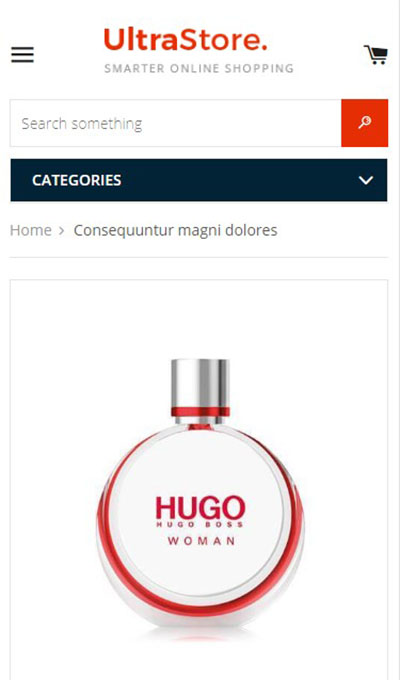 UltraStore.
SMARTER ONLINE SHOPPING
Search something
CATEGORIES
Home > Consequuntur magni dolores
HUGO
HUGO BOSS
WOMAN